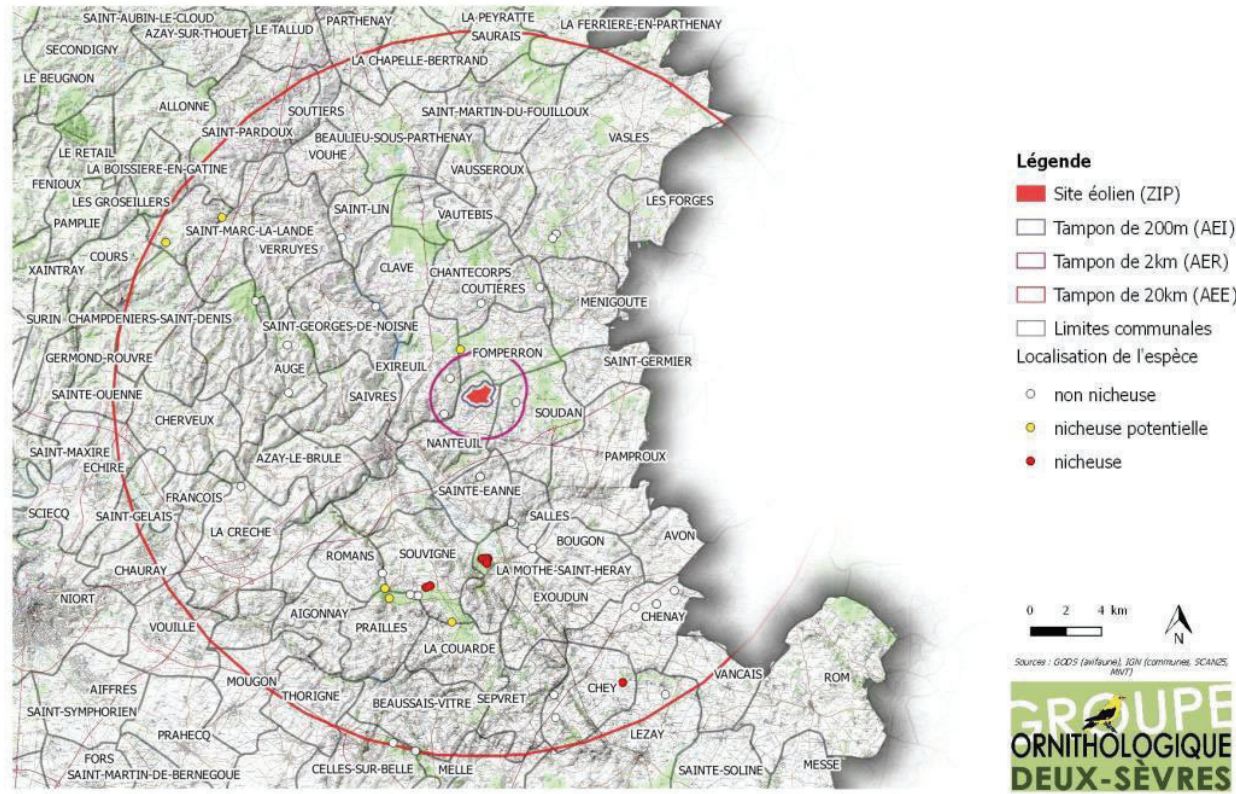 SAINT-AUBIN-LE-CLOUD
AZAY-SUR-THOUET
LE TALLUD
PARTHENAY
LA PEYRATTE
LA FERRIERE-EN-PARTHENAY
SAURAIS
SECONDIGNY
LA CHAPELLE-BERTRAND
LE BEUGNON
ALLONNE
SOUTIERS
SAINT-MARTIN-DU-FOUILLOUX
SAINT-PARDOUX
BEAULIEU-SOUS-PARTHENAY
VASLES
LE RETAIL
VOUHE
LA BOISSIERE-EN-GATINE
VAUSSEROUX
FENIOUX
LES GROSEILLERS
SAINT-LIN
LES FORGES
PAMPLIE
VAUTEBIS
SAINT-MARC-LA-LANDE
COURS
VERRUYES
XAINTRAY
CLAVE
CHANTECORPS
COUTIÈRES
MENIGOUTE
SURIN
CHAMPDENIERS-SAINT-DENIS
SAINT-GEORGES-DE-NOISNE
GERMOND-ROUVRE
FOMPERRON
SAINT-GERMIER
AUGE
EXIREUIL
SAINTE-OUENNE
SAIVRES
CHERVEUX
SOUDAN
NANTEUIL
SAINT-MAXIRE
AZAY-LE-BRULE
PAMPROUX
ECHIRE
FRANCOIS
SAINTE-EANNE
SCIECQ
SAINT-GELAIS
SALLES
LA CRECHE
BOUGON
AVON
ROMANS
SOUVIGNE
CHAURAY
LA MOTHE-SAINT-HERAY
NIORT
EXOUDUN
AIGONNAY
CHENAY
VOUILLE
PRAILLES
LA COUARDE
VANCAIS
ROM
MOUGON
CHEY
AIFFRES
THORIGNE
SEPVRET
BEAUSSAIS-VITRE
SAINT-SYMPHORIEN
PRAHECQ
LEZAY
FORS
CELLES-SUR-BELLE
MELLE
SAINTE-SOLINE
MESSE
SAINT-MARTIN-DE-BERNEGOUE
Légende
Site éolien (ZIP)
Tampon de 200m (AEI)
Tampon de 2km (AER)
Tampon de 20km (AEE)
Limites communales
Localisation de l'espèce
non nicheuse
nicheuse potentielle
nicheuse
0 2 4 km
N
Sources : GODS (avifaune), IGN (communes, SCAN25,
MNT)
GROUPE
ORNITHOLOGIQUE
DEUX-SÈVRES